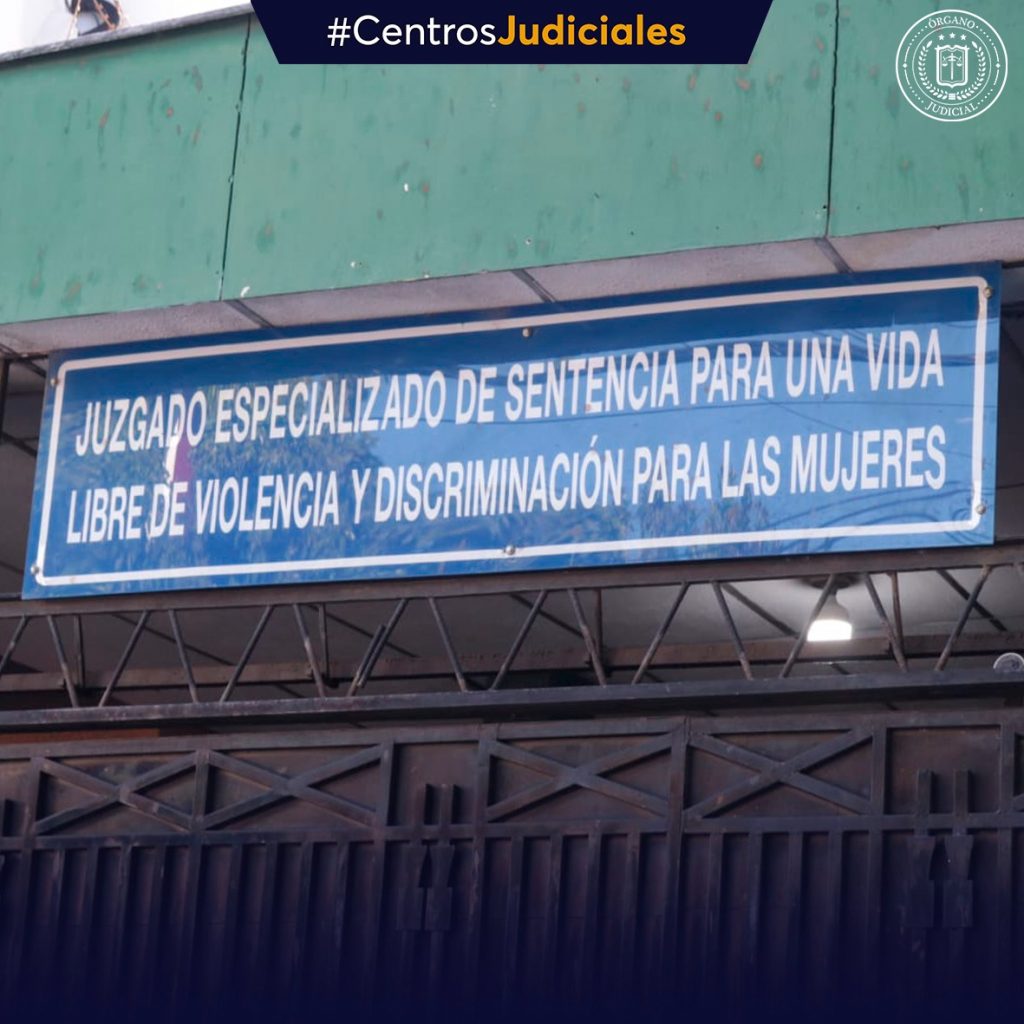 #CentrosJudiciales
ÓRGANO
JUDICIAL
JUZGADO ESPECIALIZADO DE SENTENCIA PARA UNA VIDA
LIBRE DE VIOLENCIA Y DISCRIMINACIÓN PARA LAS MUJERES